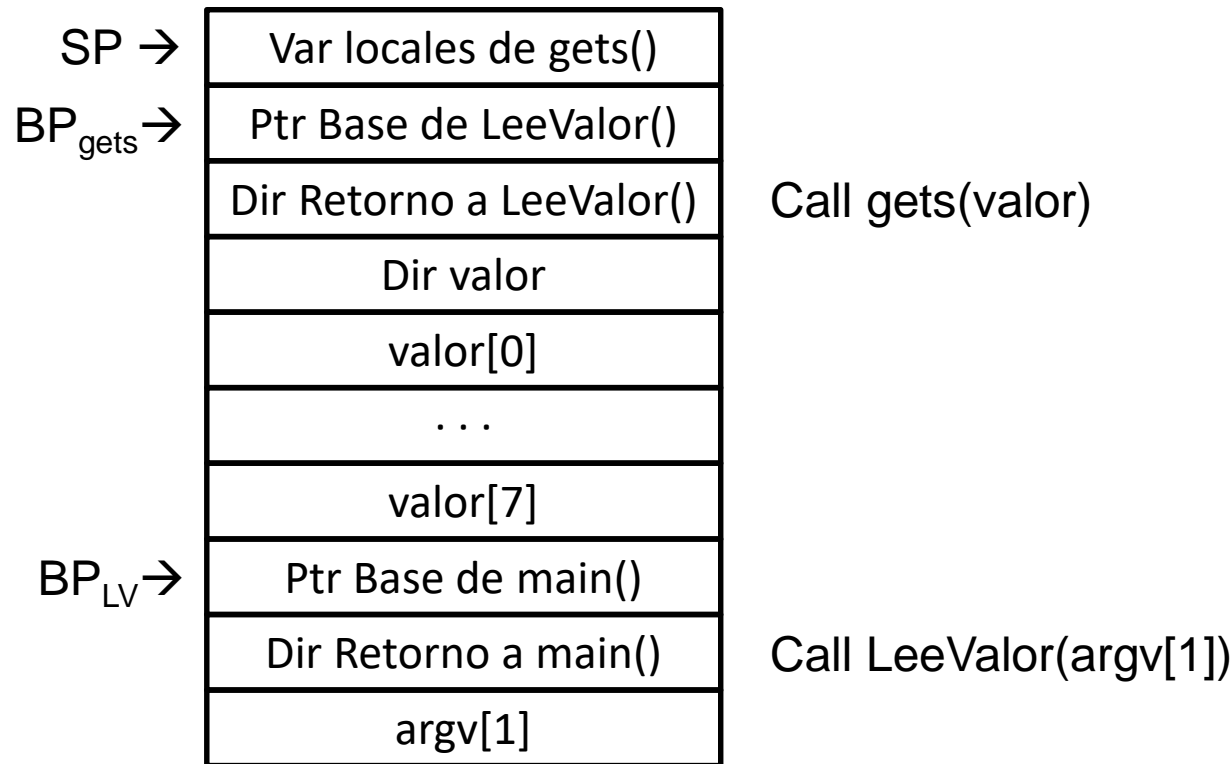 SP → Var locales de gets()
BPgets→ Ptr Base de LeeValor()
Dir Retorno a LeeValor() Call gets(valor)
Dir valor
valor[0]
. . .
valor[7]
BPLV→ Ptr Base de main()
Dir Retorno a main() Call LeeValor(argv[1])
argv[1]